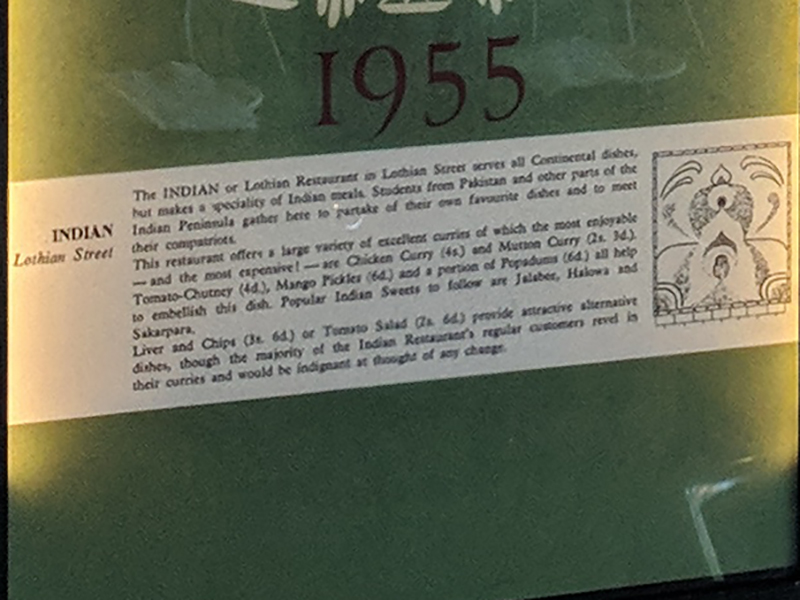 1955
INDIAN
Lothian Street
The INDIAN or Lothian Restaurant in Lothian Street serves all Continental dishes,
but makes a speciality of Indian meals. Students from Pakistan and other parts of the
Indian Peninsula gather here to partake of their own favourite dishes and to meet
their compatriots.
This restaurant offers a large variety of excellent curries of which the most enjoyable
— and the most expensive! — are Chicken Curry (4s.) and Mutton Curry (2s. 3d.).
Tomato-Chutney (4d.), Mango Pickles (6d.) and a portion of Popadums (6d.) all help
to embellish this dish. Popular Indian Sweets to follow are Jalabee, Halowa and
Sakarpara.
Liver and Chips (3s. 6d.) or Tomato Salad (2s. 6d.) provide attractive alternative
dishes, though the majority of the Indian Restaurant's regular customers revel in
their curries and would be indignant at thought of any change.